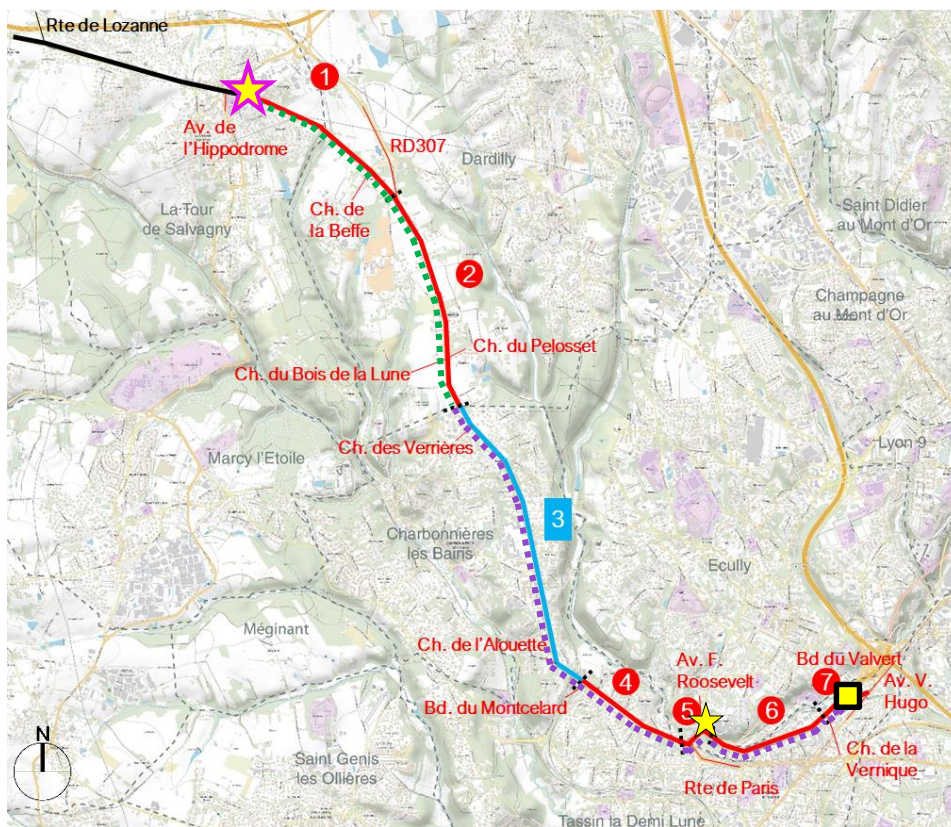 Rte de Lozanne
1
Av. de
l'Hippodrome
RD307
Dardilly
La Tour
de Salvagny
Ch. de
la Beffe
Saint Didier
au Mont d'Or
2
Champagne
au Mont d'Or
Ch. du Pelosset
Ch. du Bois de la Lune
Ch. des Verrières
Lyon 9
Marcy l'Etoile
3
Charbonnières
les Bains
Ecully
Méginant
Ch. de l'Alouette
Av. F.
Roosevelt
Bd du Valvert
4
7
Av. V.
Hugo
Bd. du Montcelard
5
6
N
Ch. de la
Vernique
Saint Genis
les Ollières
Rte de Paris
Tassin la Demi Lune